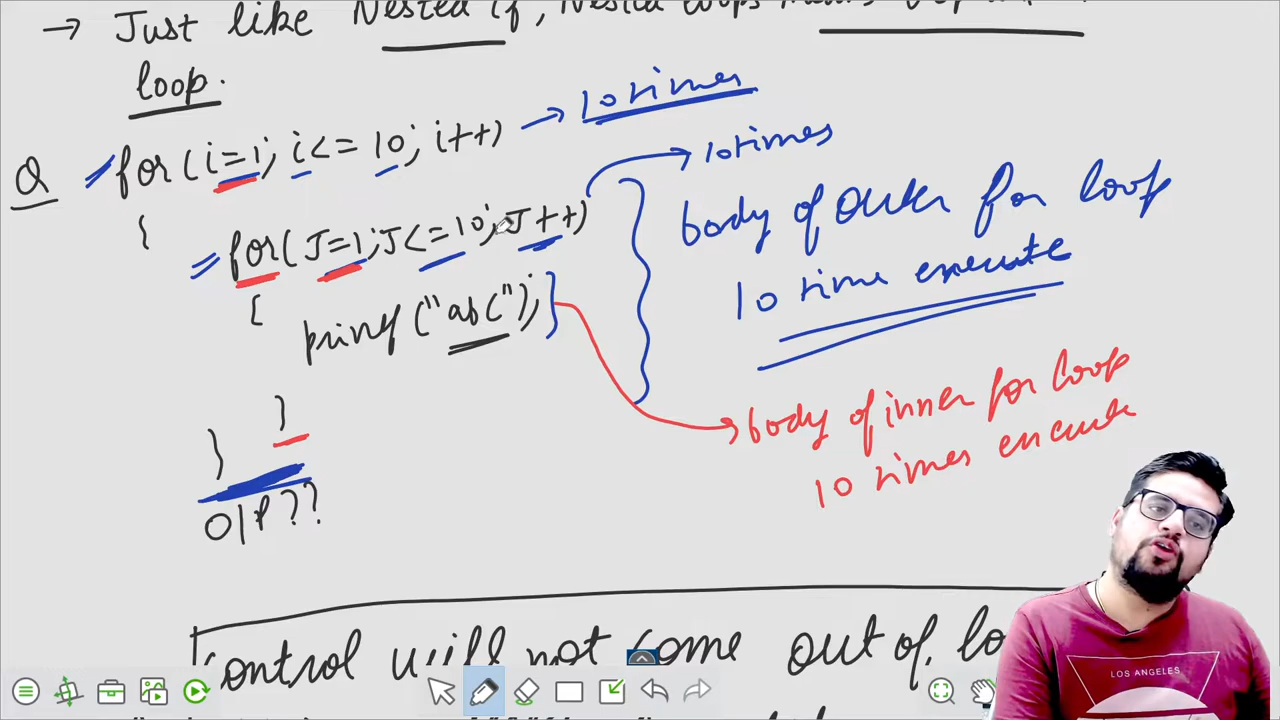 → Just like Nested if, Nested loops means
loop.
Q for(i=1; i<= 10; i++) → 10 times
{
→ 10 times
for(J=1;J<=10;J++)
{
printf("abc");
}
}
O/P??
body of outer for loop
10 time execute
→ body of inner for loop
10 times execute
Control will not come out of
LOS ANGELES